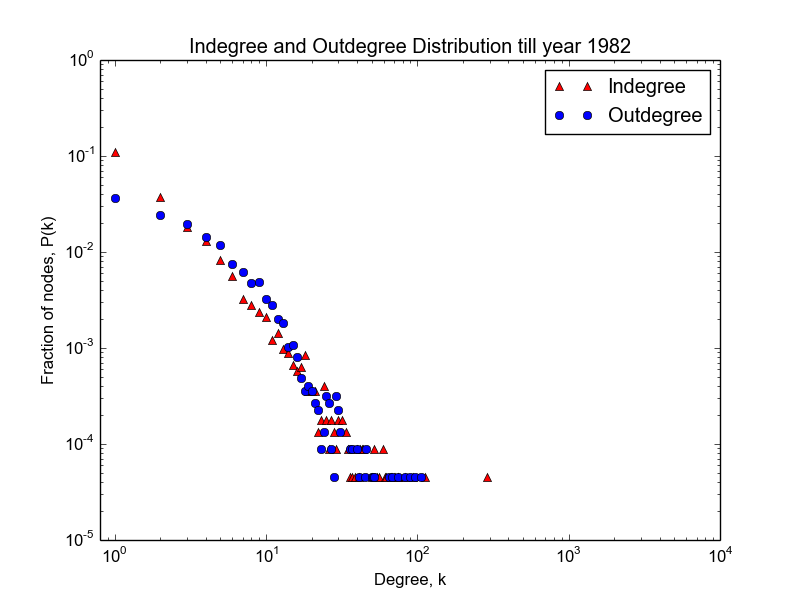 Indegree and Outdegree Distribution till year 1982
Indegree
Outdegree
Fraction of nodes, P(k)
10^0
10^-1
10^-2
10^-3
10^-4
10^-5
10^0 10^1 10^2 10^3 10^4
Degree, k